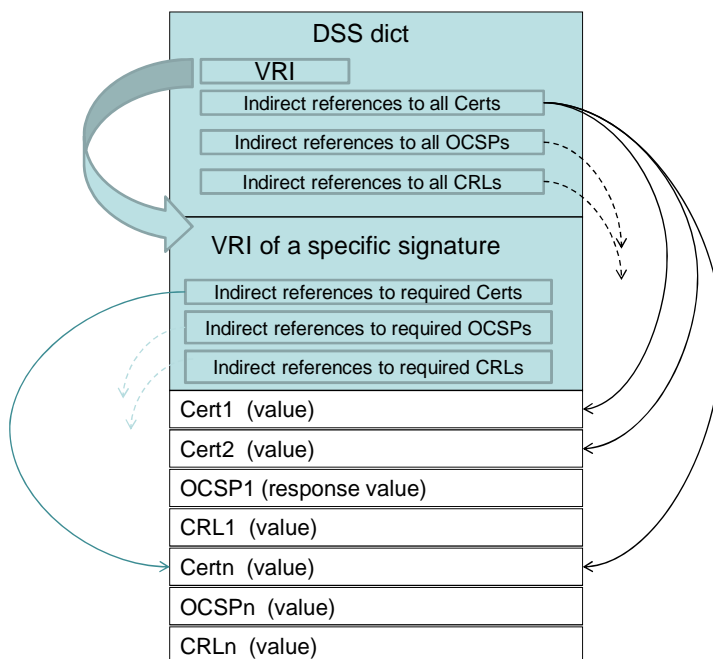 DSS dict
VRI
Indirect references to all Certs
Indirect references to all OCSPs
Indirect references to all CRLs
VRI of a specific signature
Indirect references to required Certs
Indirect references to required OCSPs
Indirect references to required CRLs
Cert1 (value)
Cert2 (value)
OCSP1 (response value)
CRL1 (value)
Certn (value)
OCSPn (value)
CRLn (value)